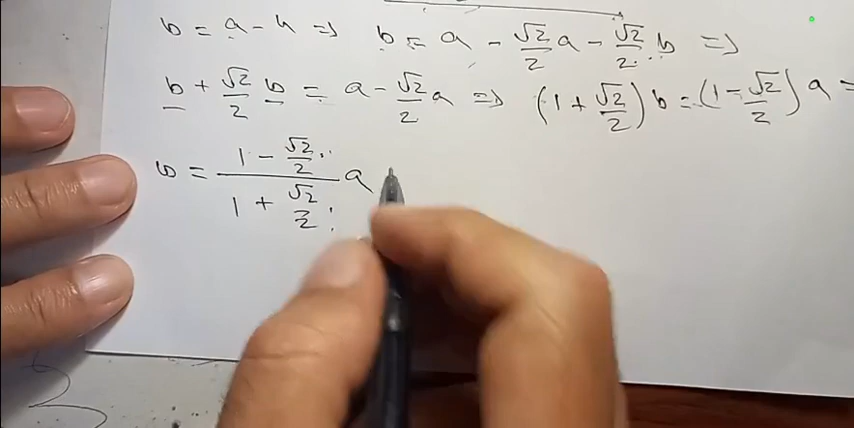 b = a - h ⇒ b = a - √2/2 a - √2/2 b ⇒
b + √2/2 b = a - √2/2 a ⇒ (1 + √2/2) b = (1 - √2/2) a =
b = (1 - √2/2)/(1 + √2/2) a